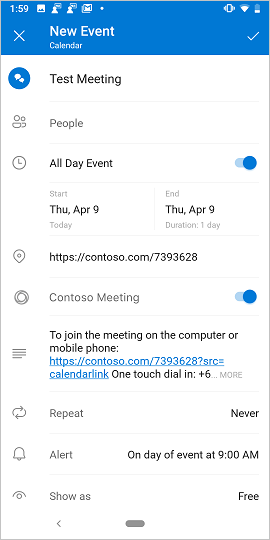 1:59
New Event
Calendar
Test Meeting
People
All Day Event
Start
End
Thu, Apr 9
Thu, Apr 9
Today
Duration: 1 day
https://contoso.com/7393628
Contoso Meeting
To join the meeting on the computer or
mobile phone:
https://contoso.com/7393628?src=
calendarlink One touch dial in: +6... MORE
Repeat Never
Alert On day of event at 9:00 AM
Show as Free